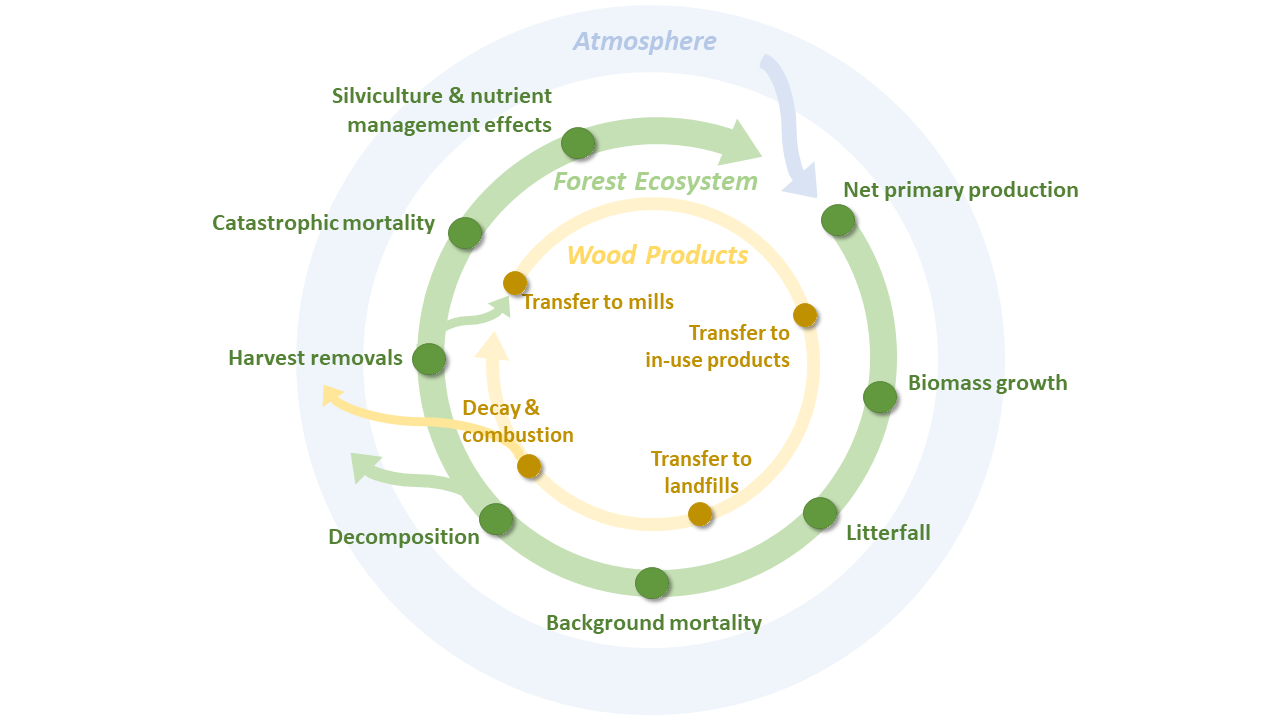 Atmosphere
Silviculture & nutrient
management effects
Forest Ecosystem
Net primary production
Catastrophic mortality
Wood Products
Transfer to mills
Transfer to
in-use products
Harvest removals
Biomass growth
Decay &
combustion
Transfer to
landfills
Decomposition
Litterfall
Background mortality